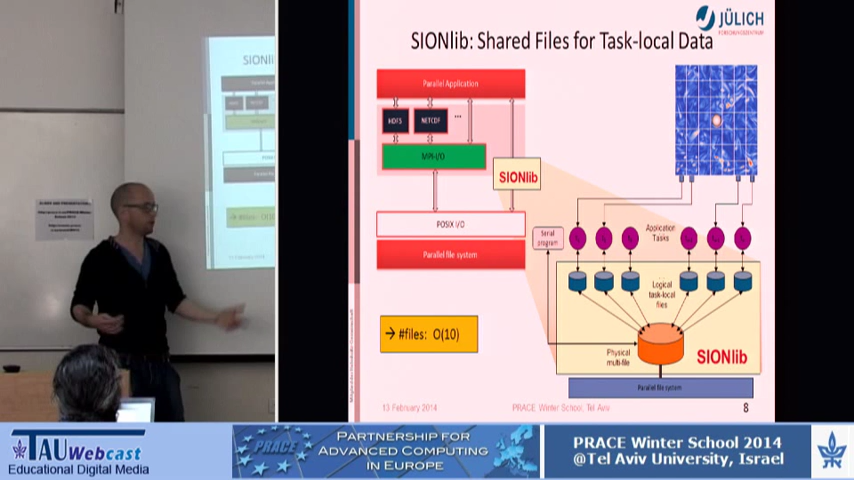 JÜLICH
FORSCHUNGSZENTRUM
SIONlib: Shared Files for Task-local Data
Parallel Application
HDF5
NETCDF
...
MPI-I/O
SIONlib
POSIX I/O
Parallel file system
Serial
program
Application
Tasks
Logical
task-local
files
Physical
multi-file
SIONlib
Parallel file system
→ #files: O(10)
13 February 2014
PRACE Winter School, Tel Aviv
8
TAU Webcast
Educational Digital Media
PRACE
PARTNERSHIP FOR
ADVANCED COMPUTING
IN EUROPE
PRACE Winter School 2014
@Tel Aviv University, Israel